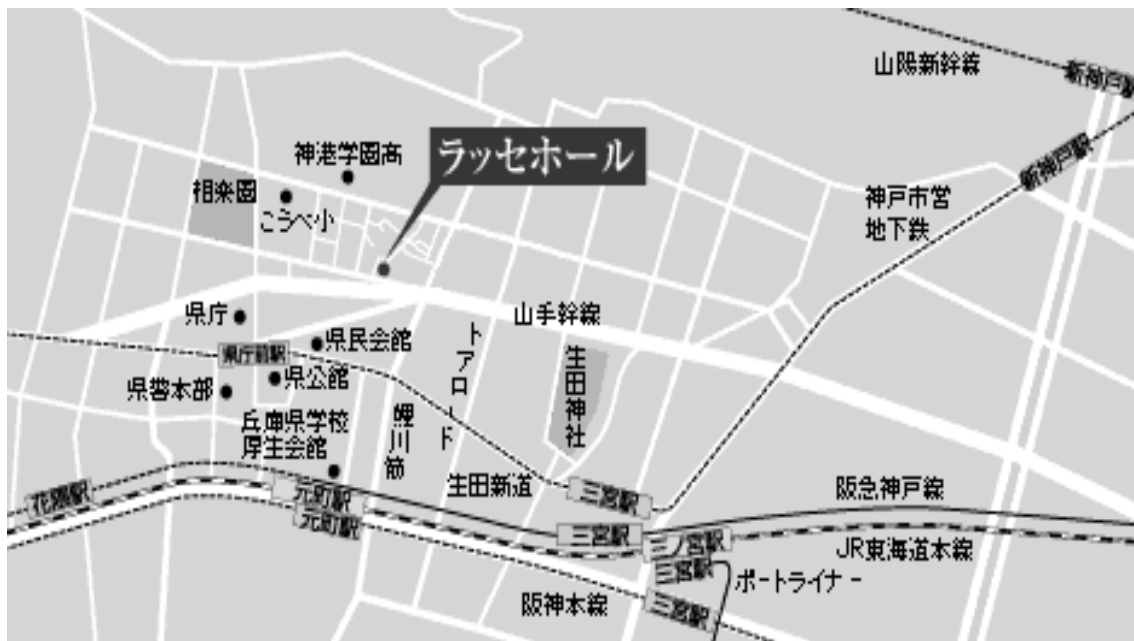 山陽新幹線
新神戸駅
ラッセホール
神港学園高
相楽園
こうべ小
新神戸駅
神戸市営
地下鉄
県庁
山手幹線
トアロード
県民会館
県庁前駅
生田神社
県公館
県警本部
兵庫県学校
厚生会館
鯉川筋
生田新道
花隈駅
元町駅
三宮駅
阪急神戸線
元町駅
三宮駅
三ノ宮駅
JR東海道本線
三宮駅
ポートライナー
阪神本線
三宮駅